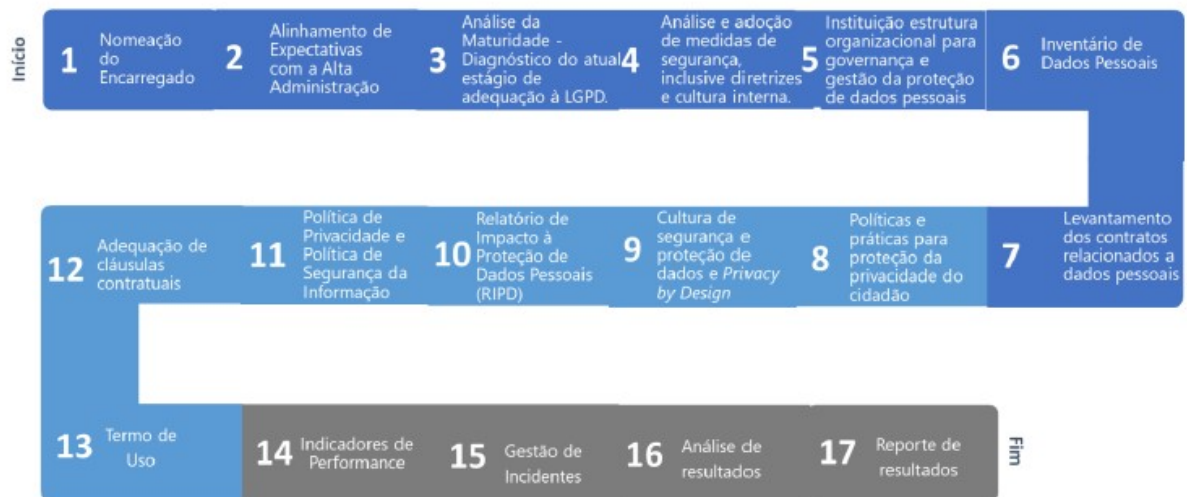 Início
1
Nomeação
do
Encarregado
2
Alinhamento de
Expectativas
com a Alta
Administração
3
Análise da
Maturidade -
Diagnóstico do atual
estágio de
adequação à LGPD.
4
Análise e adoção
de medidas de
segurança,
inclusive diretrizes
e cultura interna.
5
Instituição estrutura
organizacional para
governança e
gestão da proteção
de dados pessoais
6
Inventário de
Dados Pessoais
7
Levantamento
dos contratos
relacionados a
dados pessoais
8
Políticas e
práticas para
proteção da
privacidade do
cidadão
9
Cultura de
segurança e
proteção de
dados e Privacy
by Design
10
Relatório de
Impacto à
Proteção de
Dados Pessoais
(RIPD)
11
Política de
Privacidade e
Política de
Segurança da
Informação
12
Adequação de
cláusulas
contratuais
13
Termo de
Uso
14
Indicadores de
Performance
15
Gestão de
Incidentes
16
Análise de
resultados
17
Reporte de
resultados
Fim